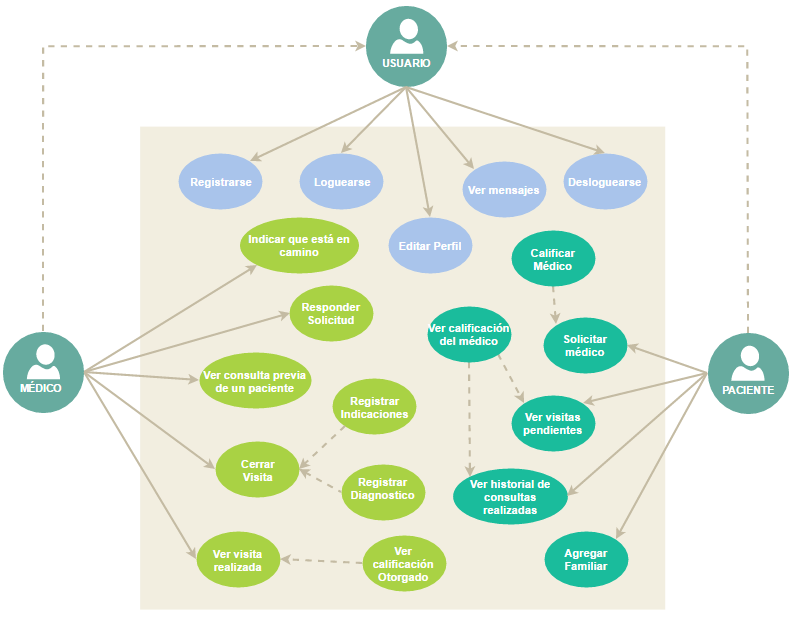 USUARIO
Registrarse
Loguearse
Ver mensajes
Desloguearse
Indicar que está en
camino
Editar Perfil
Calificar
Médico
Responder
Solicitud
Ver calificación
del médico
Solicitar
médico
MÉDICO
Ver consulta previa
de un paciente
PACIENTE
Registrar
Indicaciones
Ver visitas
pendientes
Cerrar
Visita
Registrar
Diagnostico
Ver historial de
consultas
realizadas
Ver visita
realizada
Ver
calificación
Otorgado
Agregar
Familiar